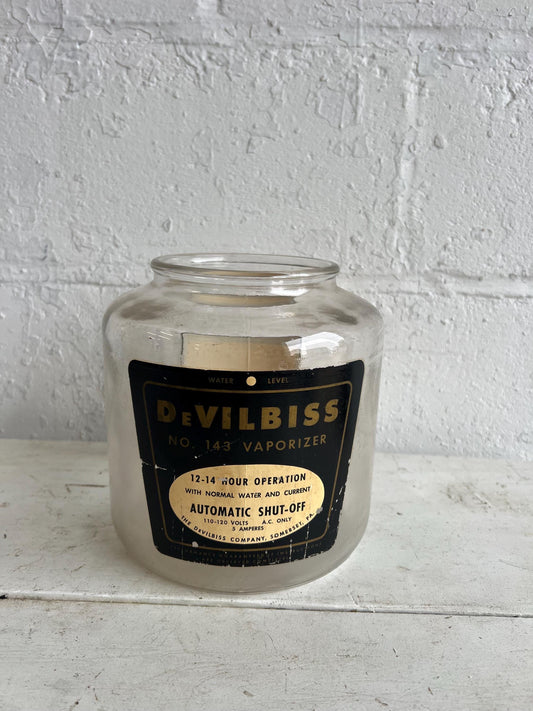 WATER LEVEL
DEVILBISS
NO. 143 VAPORIZER
12-14 HOUR OPERATION
WITH NORMAL WATER AND CURRENT
AUTOMATIC SHUT-OFF
110-120 VOLTS A.C. ONLY
5 AMPERES
THE DEVILBISS COMPANY, SOMERSET, PA.